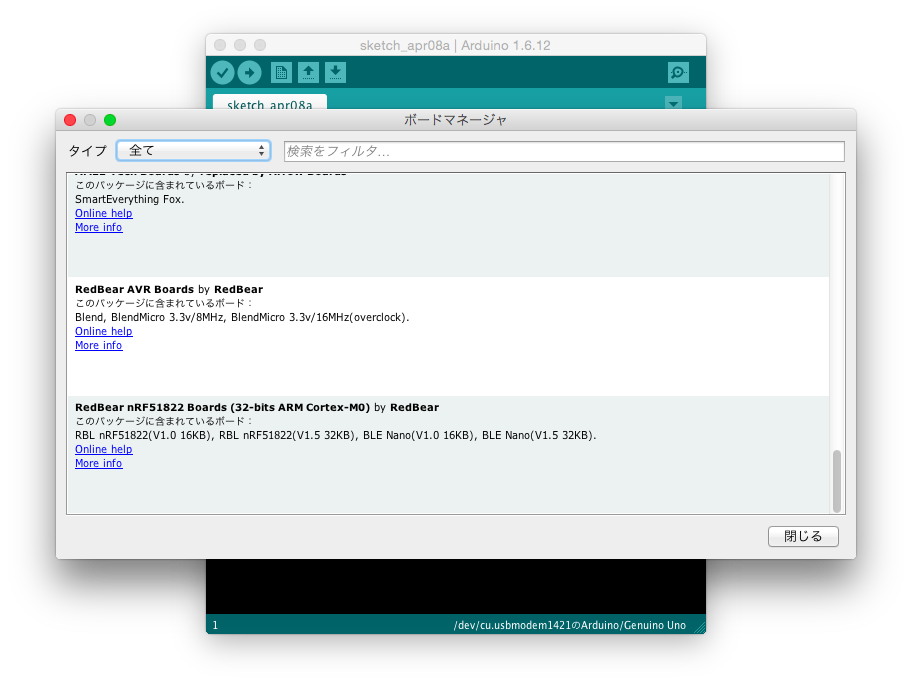 sketch_apr08a | Arduino 1.6.12
sketch_apr08a
ボードマネージャ
タイプ 全て 検索をフィルタ...
このパッケージに含まれているボード：
SmartEverything Fox.
Online help
More info
RedBear AVR Boards by RedBear
このパッケージに含まれているボード：
Blend, BlendMicro 3.3v/8MHz, BlendMicro 3.3v/16MHz(overclock).
Online help
More info
RedBear nRF51822 Boards (32-bits ARM Cortex-M0) by RedBear
このパッケージに含まれているボード：
RBL nRF51822(V1.0 16KB), RBL nRF51822(V1.5 32KB), BLE Nano(V1.0 16KB), BLE Nano(V1.5 32KB).
Online help
More info
閉じる
1 /dev/cu.usbmodem1421のArduino/Genuino Uno